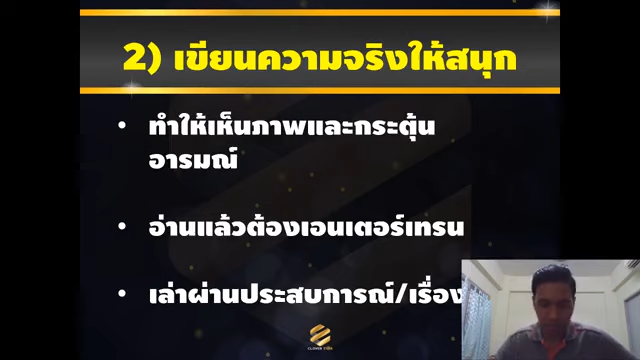 2) เขียนความจริงให้สนุก
• ทำให้เห็นภาพและกระตุ้น
อารมณ์
• อ่านแล้วต้องเอนเตอร์เทรน
• เล่าผ่านประสบการณ์/เรื่อง